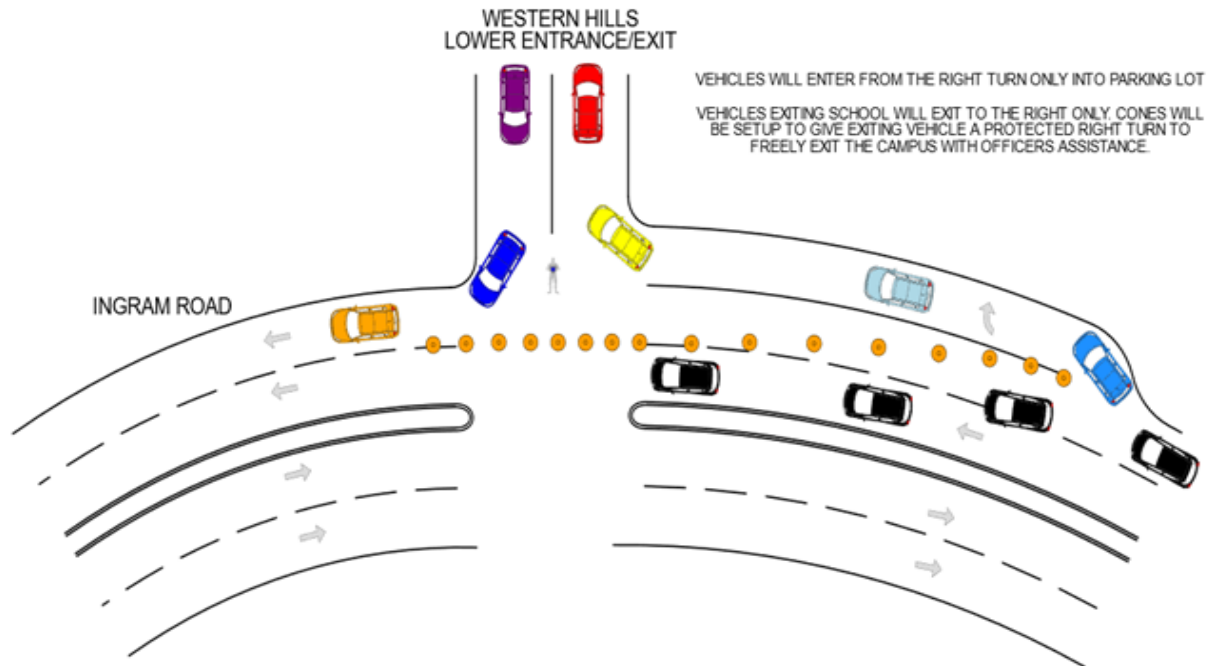 WESTERN HILLS
LOWER ENTRANCE/EXIT
VEHICLES WILL ENTER FROM THE RIGHT TURN ONLY INTO PARKING LOT
VEHICLES EXITING SCHOOL WILL EXIT TO THE RIGHT ONLY. CONES WILL
BE SETUP TO GIVE EXITING VEHICLE A PROTECTED RIGHT TURN TO
FREELY EXIT THE CAMPUS WITH OFFICERS ASSISTANCE.
INGRAM ROAD